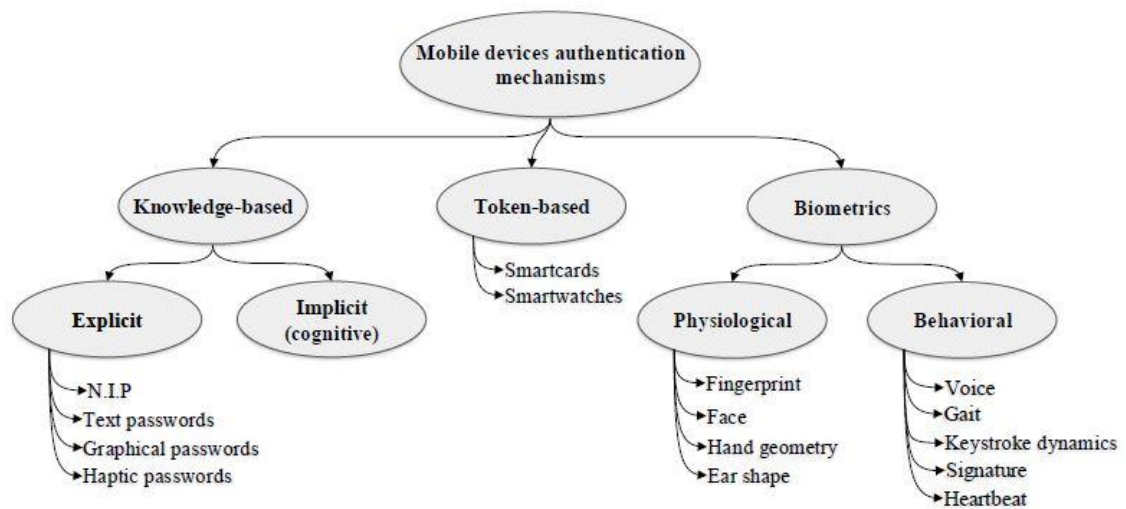 Mobile devices authentication
mechanisms
Knowledge-based
Token-based
Biometrics
Smartcards
Smartwatches
Explicit
Implicit
(cognitive)
Physiological
Behavioral
N.I.P
Text passwords
Graphical passwords
Haptic passwords
Fingerprint
Face
Hand geometry
Ear shape
Voice
Gait
Keystroke dynamics
Signature
Heartbeat